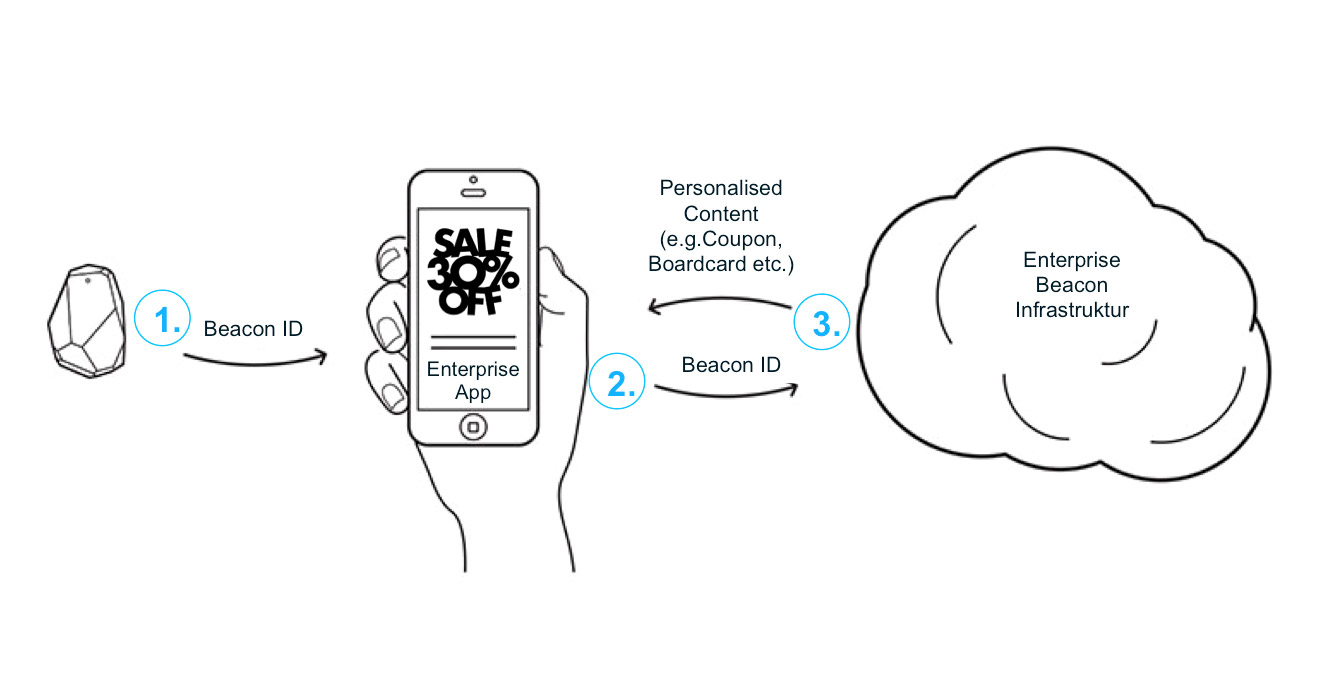 1.
Beacon ID
SALE
30%
OFF
Enterprise
App
2.
Beacon ID
Personalised
Content
(e.g.Coupon,
Boardcard etc.)
3.
Enterprise
Beacon
Infrastruktur